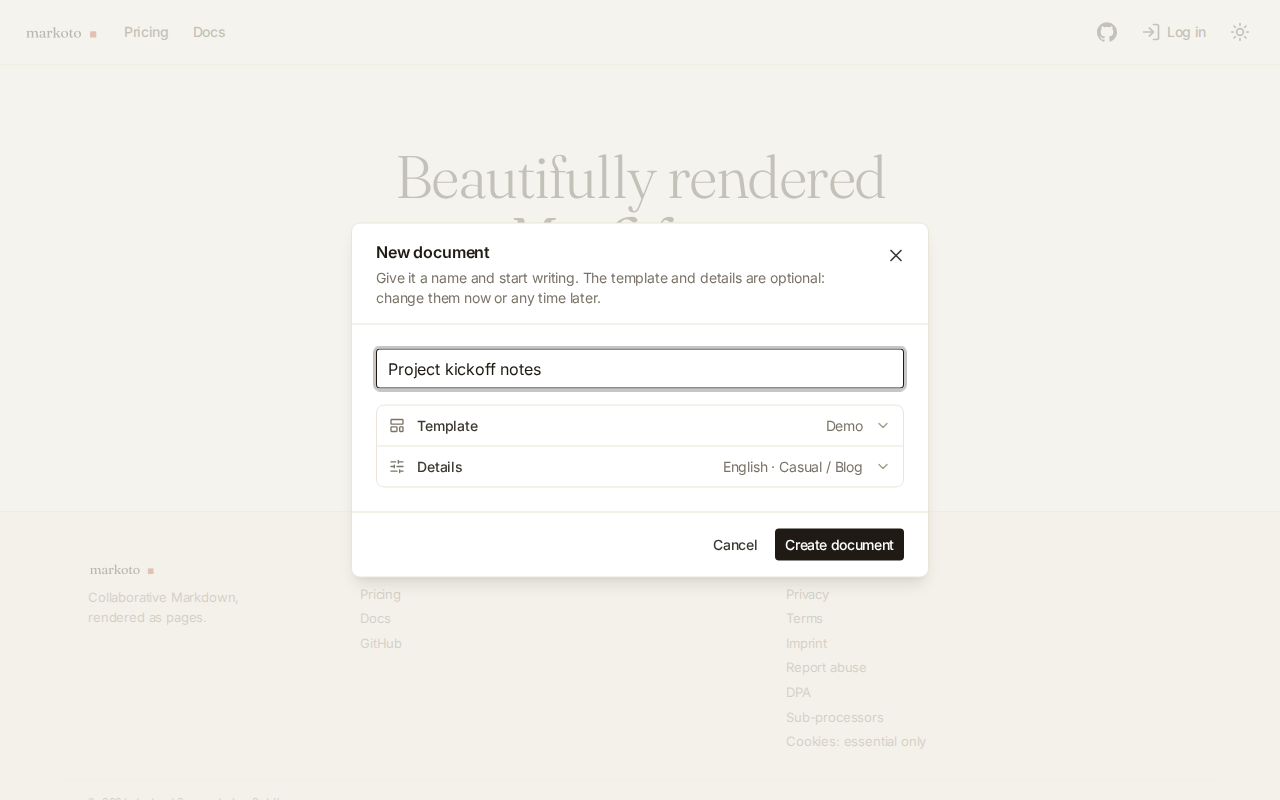 markoto
Pricing
Docs
Log in
Beautifully rendered
New document
Give it a name and start writing. The template and details are optional:
change them now or any time later.
Project kickoff notes
Template
Demo
Details
English · Casual / Blog
Cancel
Create document
markoto
Collaborative Markdown,
rendered as pages.
Pricing
Docs
GitHub
Privacy
Terms
Imprint
Report abuse
DPA
Sub-processors
Cookies: essential only